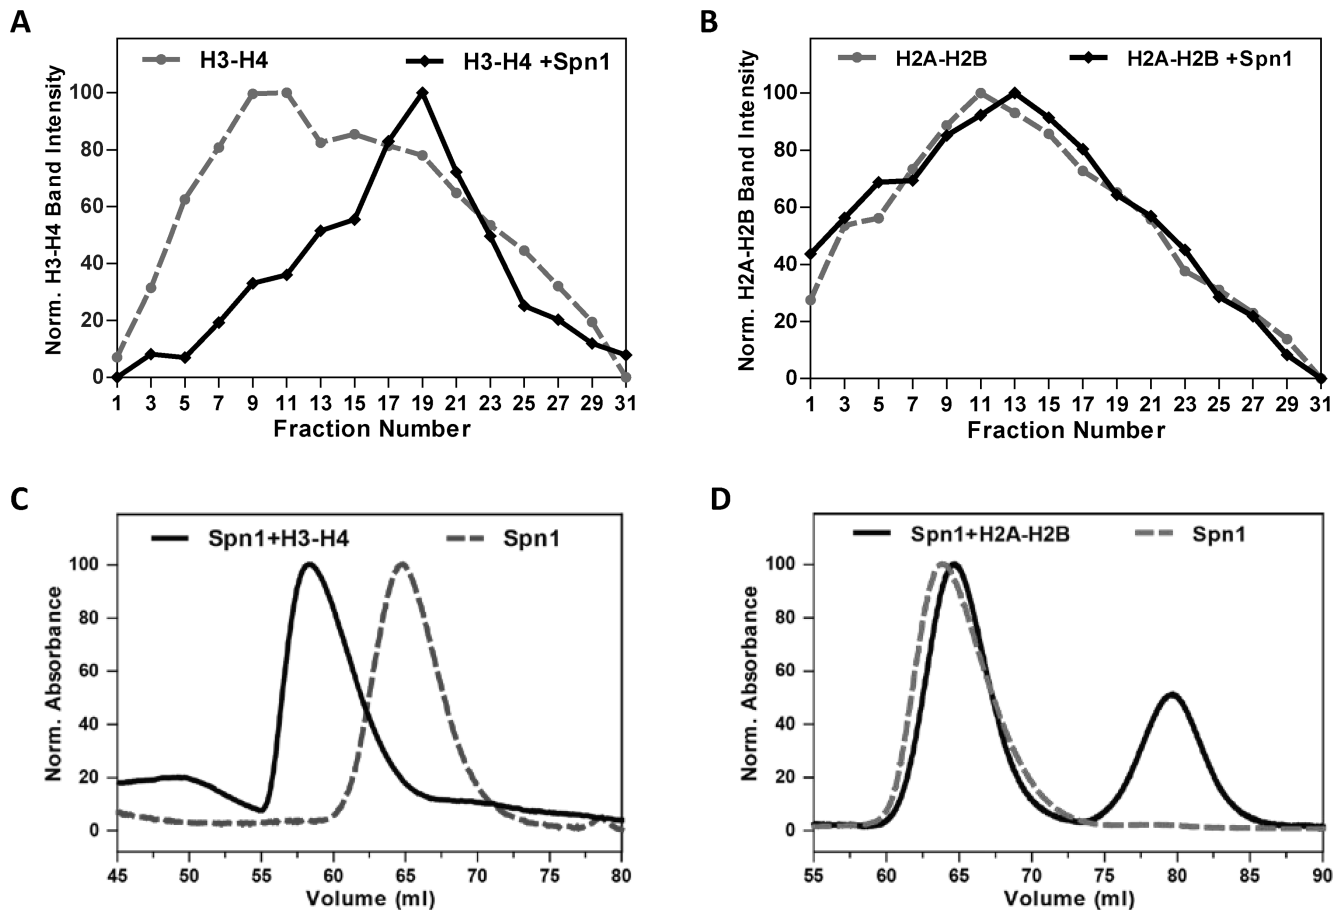 A
H3-H4
H3-H4 +Spn1
Norm. H3-H4 Band Intensity
100
80
60
40
20
0
1 3 5 7 9 11 13 15 17 19 21 23 25 27 29 31
Fraction Number
B
H2A-H2B
H2A-H2B +Spn1
Norm. H2A-H2B Band Intensity
100
80
60
40
20
0
1 3 5 7 9 11 13 15 17 19 21 23 25 27 29 31
Fraction Number
C
Spn1+H3-H4
Spn1
Norm. Absorbance
100
80
60
40
20
0
45 50 55 60 65 70 75 80
Volume (ml)
D
Spn1+H2A-H2B
Spn1
Norm. Absorbance
100
80
60
40
20
0
55 60 65 70 75 80 85 90
Volume (ml)